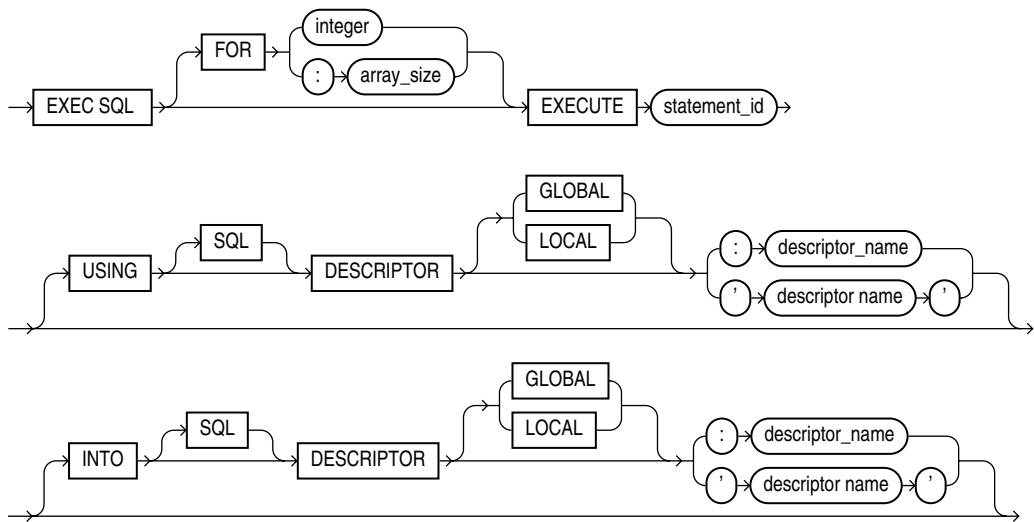 integer
FOR
: array_size
EXEC SQL EXECUTE statement_id
GLOBAL
SQL LOCAL : descriptor_name
USING DESCRIPTOR ' descriptor name '
GLOBAL
SQL LOCAL : descriptor_name
INTO DESCRIPTOR ' descriptor name '